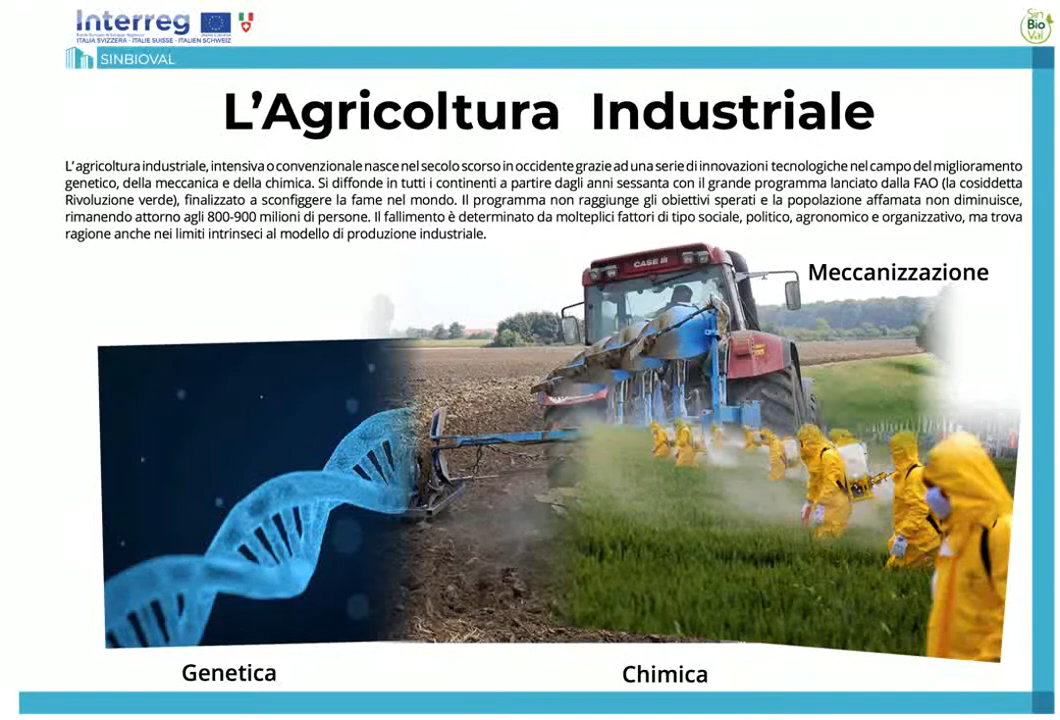 Interreg
ITALIA SVIZZERA - ITALIE SUISSE - ITALIEN SCHWEIZ
Sin
Bio
Val
SINBIOVAL
L'Agricoltura Industriale
L'agricoltura industriale, intensiva o convenzionale nasce nel secolo scorso in occidente grazie ad una serie di innovazioni tecnologiche nel campo del miglioramento
genetico, della meccanica e della chimica. Si diffonde in tutti i continenti a partire dagli anni sessanta con il grande programma lanciato dalla FAO (la cosiddetta
Rivoluzione verde), finalizzato a sconfiggere la fame nel mondo. Il programma non raggiunge gli obiettivi sperati e la popolazione affamata non diminuisce,
rimanendo attorno agli 800-900 milioni di persone. Il fallimento è determinato da molteplici fattori di tipo sociale, politico, agronomico e organizzativo, ma trova
ragione anche nei limiti intrinseci al modello di produzione industriale.
CASE III
Meccanizzazione
Genetica
Chimica